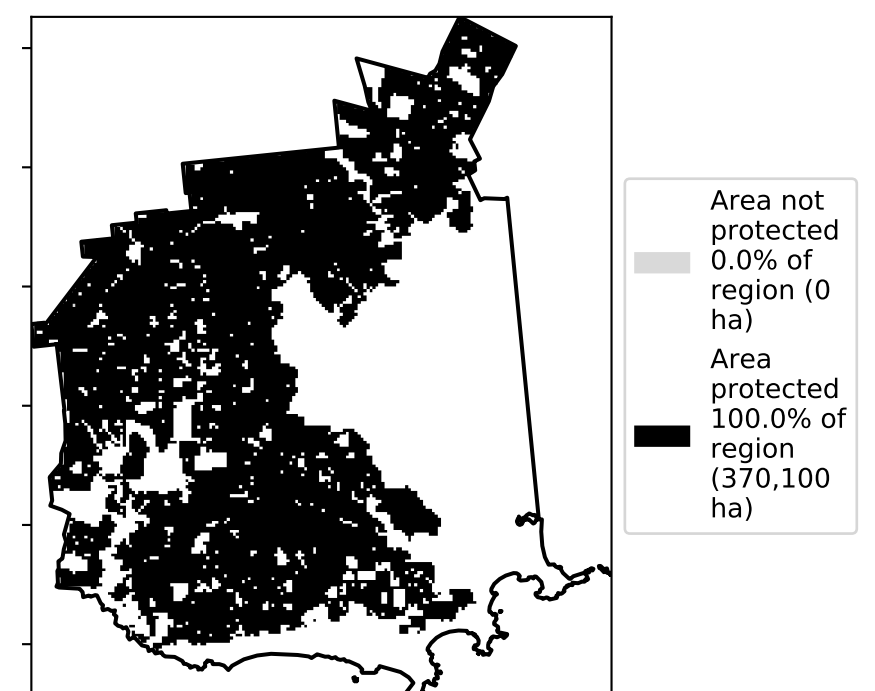 Area not
protected
0.0% of
region (0
ha)
Area
protected
100.0% of
region
(370,100
ha)